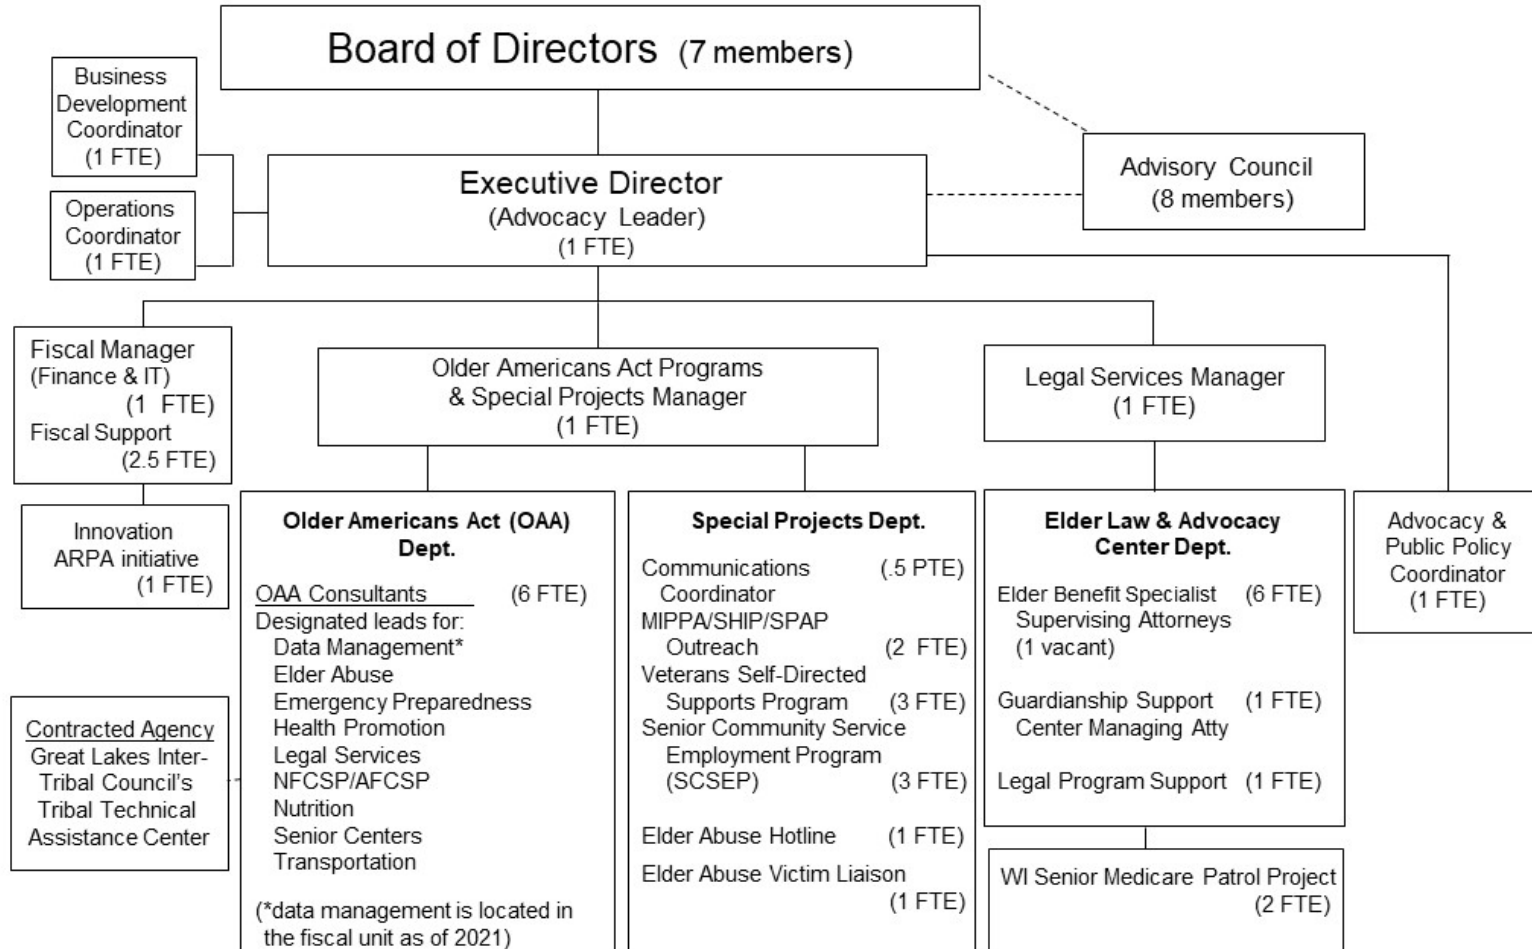 Board of Directors (7 members)
Business
Development
Coordinator
(1 FTE)
Operations
Coordinator
(1 FTE)
Executive Director
(Advocacy Leader)
(1 FTE)
Advisory Council
(8 members)
Fiscal Manager
(Finance & IT)
(1 FTE)
Fiscal Support
(2.5 FTE)
Older Americans Act Programs
& Special Projects Manager
(1 FTE)
Legal Services Manager
(1 FTE)
Innovation
ARPA initiative
(1 FTE)
Contracted Agency
Great Lakes Inter-
Tribal Council's
Tribal Technical
Assistance Center
Older Americans Act (OAA)
Dept.
OAA Consultants (6 FTE)
Designated leads for:
Data Management*
Elder Abuse
Emergency Preparedness
Health Promotion
Legal Services
NFCSP/AFCSP
Nutrition
Senior Centers
Transportation
(*data management is located in
the fiscal unit as of 2021)
Special Projects Dept.
Communications (.5 PTE)
Coordinator
MIPPA/SHIP/SPAP
Outreach (2 FTE)
Veterans Self-Directed
Supports Program (3 FTE)
Senior Community Service
Employment Program
(SCSEP) (3 FTE)
Elder Abuse Hotline (1 FTE)
Elder Abuse Victim Liaison
(1 FTE)
Elder Law & Advocacy
Center Dept.
Elder Benefit Specialist (6 FTE)
Supervising Attorneys
(1 vacant)
Guardianship Support (1 FTE)
Center Managing Atty
Legal Program Support (1 FTE)
WI Senior Medicare Patrol Project
(2 FTE)
Advocacy &
Public Policy
Coordinator
(1 FTE)